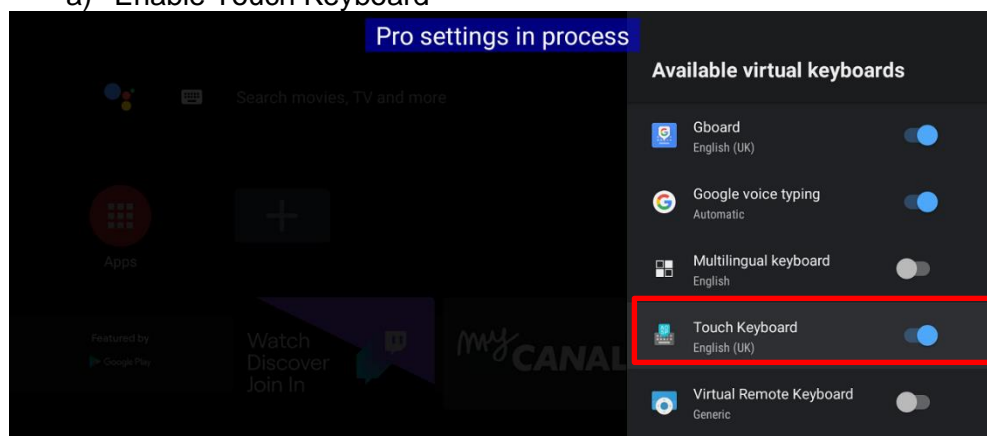 a) Enable Touch Keyboard
Pro settings in process
Available virtual keyboards
Search movies, TV and more
Gboard
English (UK)
Google voice typing
Automatic
Apps
Multilingual keyboard
English
Touch Keyboard
English (UK)
Featured by
Google Play
Watch
Discover
Join In
my CANAL
Virtual Remote Keyboard
Generic